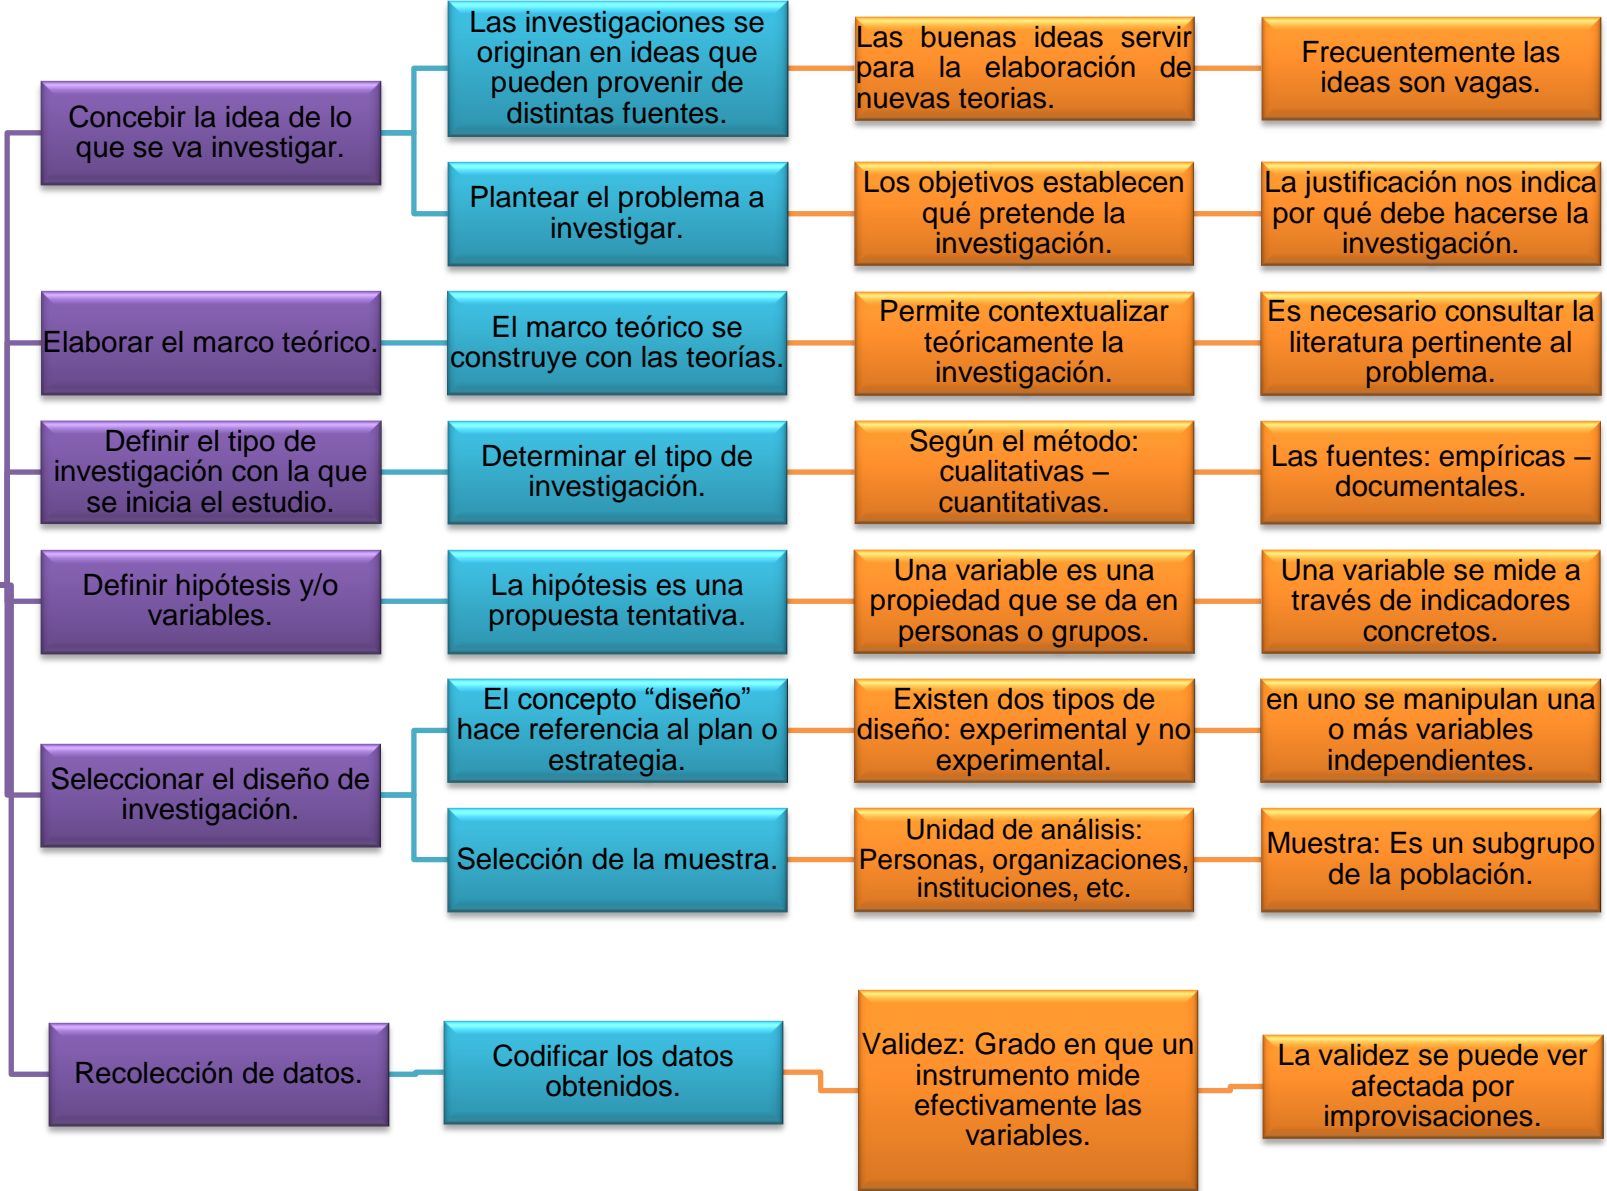 Concebir la idea de lo
que se va investigar.
Las investigaciones se
originan en ideas que
pueden provenir de
distintas fuentes.
Las buenas ideas servir
para la elaboración de
nuevas teorias.
Frecuentemente las
ideas son vagas.
Plantear el problema a
investigar.
Los objetivos establecen
qué pretende la
investigación.
La justificación nos indica
por qué debe hacerse la
investigación.
Elaborar el marco teórico.
El marco teórico se
construye con las teorías.
Permite contextualizar
teóricamente la
investigación.
Es necesario consultar la
literatura pertinente al
problema.
Definir el tipo de
investigación con la que
se inicia el estudio.
Determinar el tipo de
investigación.
Según el método:
cualitativas –
cuantitativas.
Las fuentes: empíricas –
documentales.
Definir hipótesis y/o
variables.
La hipótesis es una
propuesta tentativa.
Una variable es una
propiedad que se da en
personas o grupos.
Una variable se mide a
través de indicadores
concretos.
Seleccionar el diseño de
investigación.
El concepto “diseño”
hace referencia al plan o
estrategia.
Existen dos tipos de
diseño: experimental y no
experimental.
en uno se manipulan una
o más variables
independientes.
Selección de la muestra.
Unidad de análisis:
Personas, organizaciones,
instituciones, etc.
Muestra: Es un subgrupo
de la población.
Recolección de datos.
Codificar los datos
obtenidos.
Validez: Grado en que un
instrumento mide
efectivamente las
variables.
La validez se puede ver
afectada por
improvisaciones.